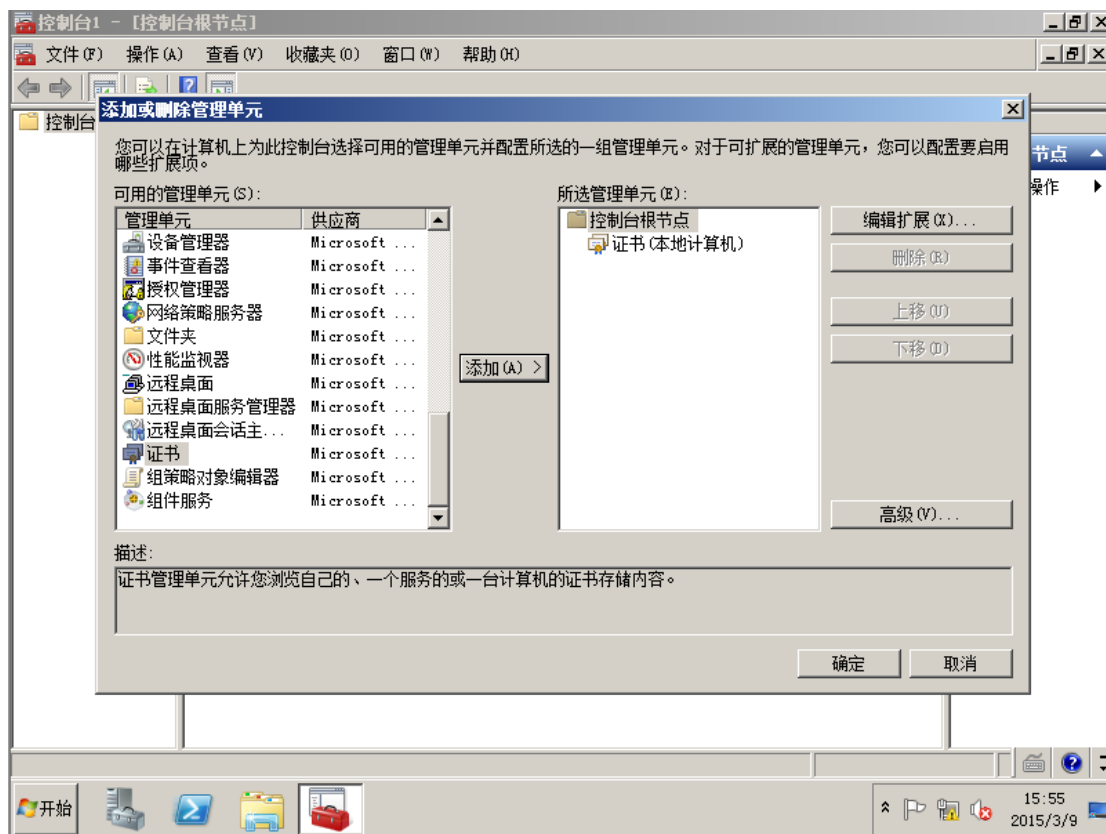 控制台1 - [控制台根节点]
文件(F) 操作(A) 查看(V) 收藏夹(O) 窗口(W) 帮助(H)
控制台
添加或删除管理单元
您可以在计算机上为此控制台选择可用的管理单元并配置所选的一组管理单元。对于可扩展的管理单元，您可以配置要启用
哪些扩展项。
可用的管理单元(S):
管理单元 供应商
设备管理器 Microsoft ...
事件查看器 Microsoft ...
授权管理器 Microsoft ...
网络策略服务器 Microsoft ...
文件夹 Microsoft ...
性能监视器 Microsoft ...
远程桌面 Microsoft ...
远程桌面服务管理器 Microsoft ...
远程桌面会话主... Microsoft ...
证书 Microsoft ...
组策略对象编辑器 Microsoft ...
组件服务 Microsoft ...
添加(A) >
所选管理单元(E):
控制台根节点
证书(本地计算机)
编辑扩展(X)...
删除(R)
上移(U)
下移(D)
高级(V)...
描述:
证书管理单元允许您浏览自己的、一个服务的或一台计算机的证书存储内容。
确定 取消
节点
操作
开始
15:55
2015/3/9